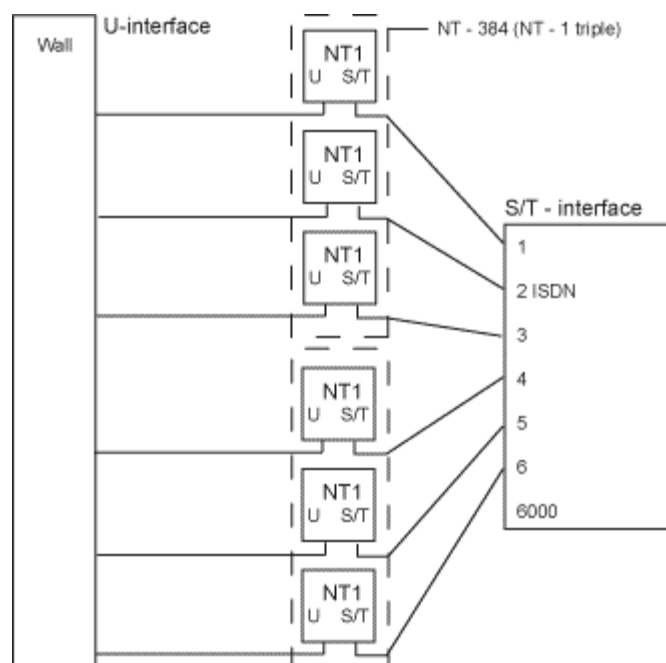 U-interface
Wall
NT - 384 (NT - 1 triple)
NT1
U S/T
NT1
U S/T
NT1
U S/T
NT1
U S/T
NT1
U S/T
NT1
U S/T
S/T - interface
1
2 ISDN
3
4
5
6
6000